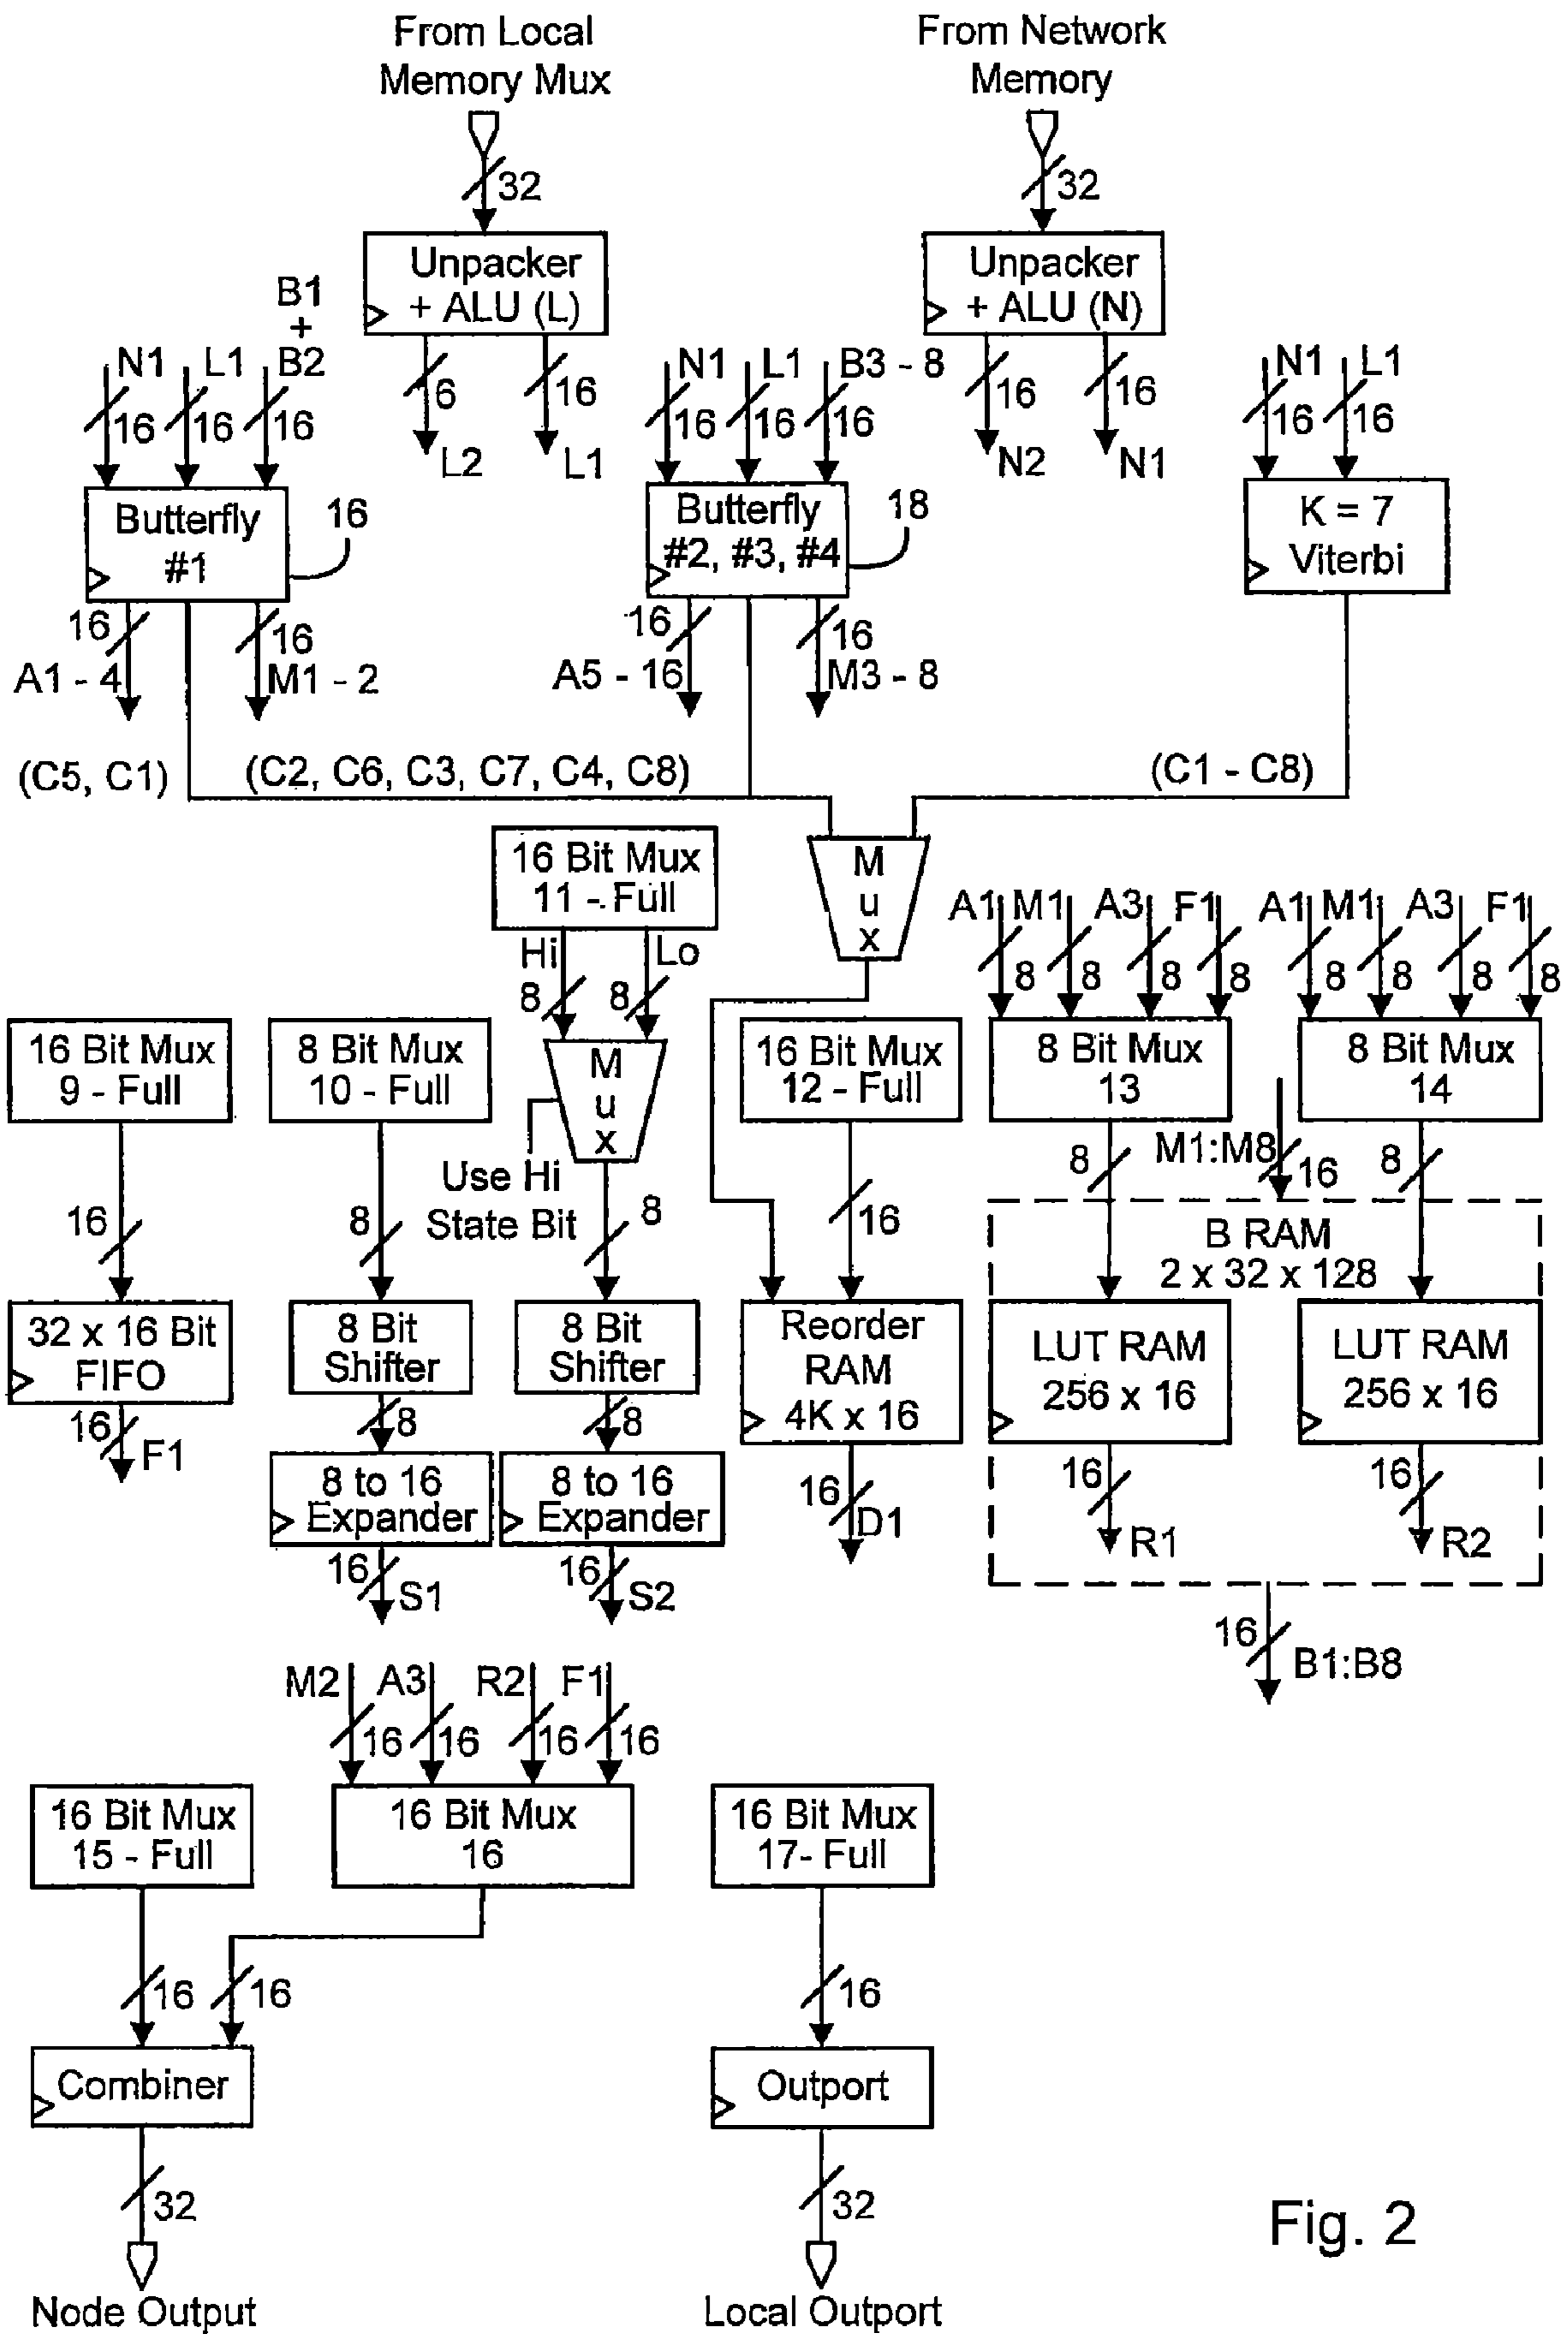 From Local
Memory Mux
From Network
Memory
32
32
Unpacker
+ ALU (L)
Unpacker
+ ALU (N)
B1
+
N1
L1
B2
16
16
16
6
16
L2
L1
N1
L1
B3 - 8
16
16
16
16
16
N2
N1
N1
L1
16
16
Butterfly
#1
16
Butterfly
#2, #3, #4
18
K = 7
Viterbi
16
16
A1 - 4
M1 - 2
16
16
A5 - 16
M3 - 8
(C5, C1)
(C2, C6, C3, C7, C4, C8)
(C1 - C8)
16 Bit Mux
11 - Full
Mux
Hi
Lo
8
8
A1
M1
A3
F1
8
8
8
8
A1
M1
A3
F1
8
8
8
8
16 Bit Mux
9 - Full
8 Bit Mux
10 - Full
Mux
16 Bit Mux
12 - Full
8 Bit Mux
13
8 Bit Mux
14
Use Hi
State Bit
M1:M8
16
8
8
16
8
8
16
B RAM
2 x 32 x 128
32 x 16 Bit
FIFO
8 Bit
Shifter
8 Bit
Shifter
Reorder
RAM
4K x 16
LUT RAM
256 x 16
LUT RAM
256 x 16
16
F1
8
8
8 to 16
Expander
8 to 16
Expander
16
D1
16
R1
16
R2
16
S1
16
S2
16
B1:B8
M2
A3
R2
F1
16
16
16
16
16 Bit Mux
15 - Full
16 Bit Mux
16
16 Bit Mux
17- Full
16
16
16
Combiner
Outport
32
32
Node Output
Local Outport
Fig. 2